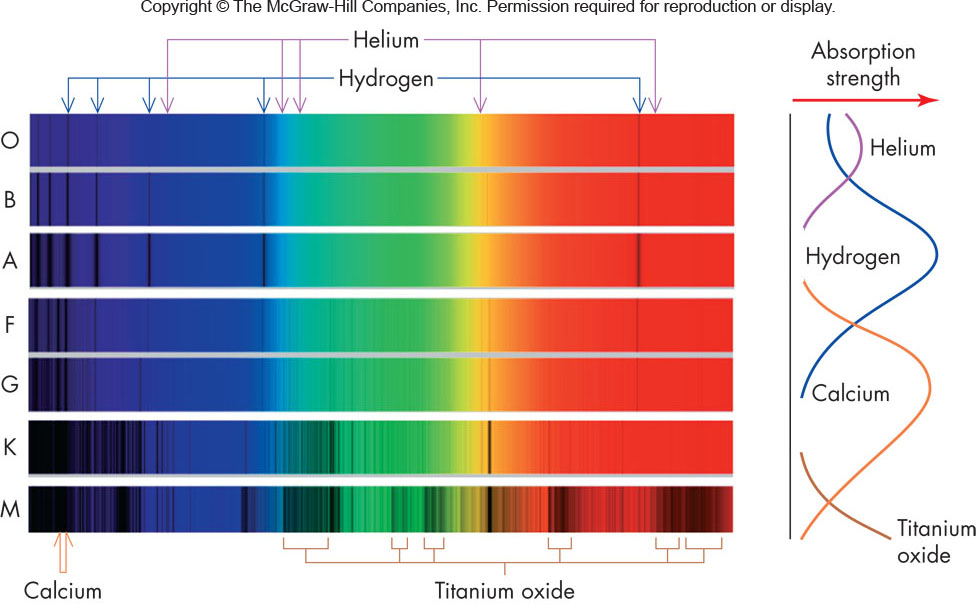 Copyright © The McGraw-Hill Companies, Inc. Permission required for reproduction or display.
Helium
Hydrogen
Absorption
strength
O
B
A
F
G
K
M
Helium
Hydrogen
Calcium
Titanium
oxide
Calcium
Titanium oxide